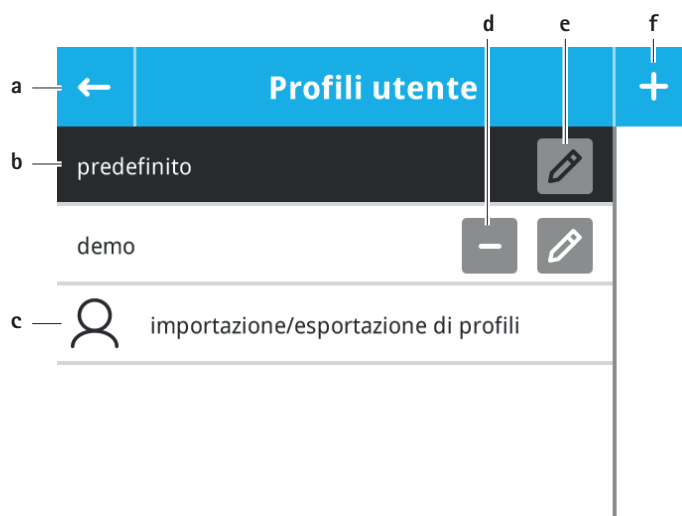 d e f
a Profili utente
b predefinito
demo
c importazione/esportazione di profili